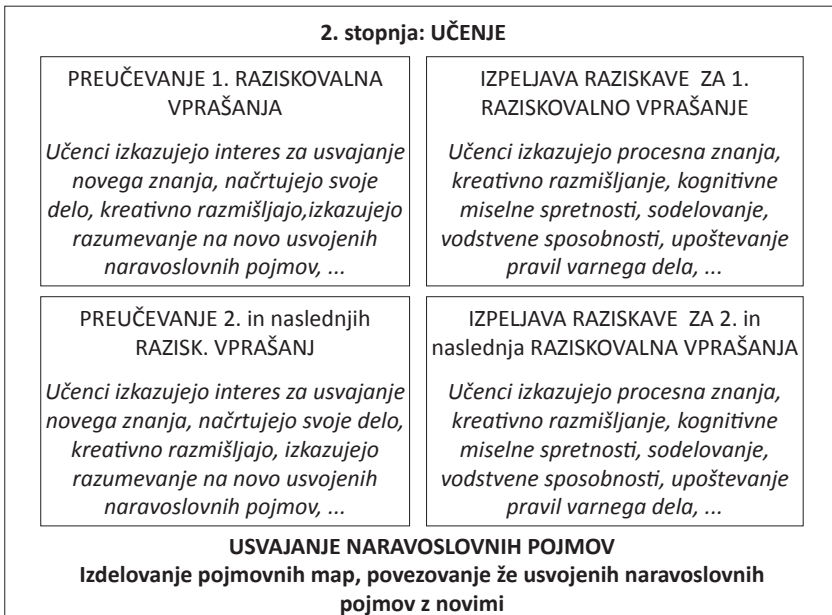 2. stopnja: UČENJE
PREUČEVANJE 1. RAZISKOVALNA
VPRAŠANJA
Učenci izkazujejo interes za usvajanje
novega znanja, načrtujejo svoje
delo, kreativno razmišljajo,izkazujejo
razumevanje na novo usvojenih
naravoslovnih pojmov, ...
IZPELJAVA RAZISKAVE ZA 1.
RAZISKOVALNO VPRAŠANJE
Učenci izkazujejo procesna znanja,
kreativno razmišljanje, kognitivne
miselne spretnosti, sodelovanje,
vodstvene sposobnosti, upoštevanje
pravil varnega dela, ...
PREUČEVANJE 2. in naslednjih
RAZISK. VPRAŠANJ
Učenci izkazujejo interes za usvajanje
novega znanja, načrtujejo svoje delo,
kreativno razmišljajo, izkazujejo
razumevanje na novo usvojenih
naravoslovnih pojmov, ...
IZPELJAVA RAZISKAVE ZA 2. in
naslednja RAZISKOVALNA VPRAŠANJA
Učenci izkazujejo procesna znanja,
kreativno razmišljanje, kognitivne
miselne spretnosti, sodelovanje,
vodstvene sposobnosti, upoštevanje
pravil varnega dela, ...
USVAJANJE NARAVOSLOVNIH POJMOV
Izdelovanje pojmovnih map, povezovanje že usvojenih naravoslovnih
pojmov z novimi